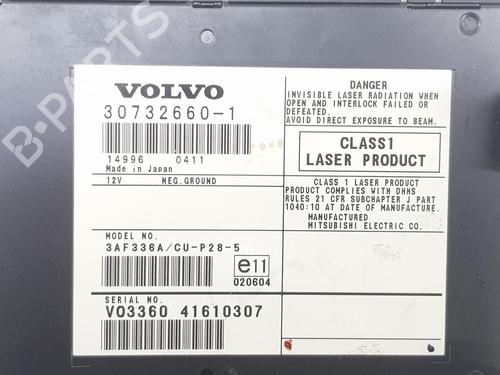 VOLVO
30732660-1
14996 0411
Made in Japan
12V NEG.GROUND
MODEL NO.
3AF336A/CU-P28-5
e11
020604
SERIAL NO.
VO3360 41610307
DANGER
INVISIBLE LASER RADIATION WHEN
OPEN AND INTERLOCK FAILED OR
DEFEATED.
AVOID DIRECT EXPOSURE TO BEAM.
CLASS1
LASER PRODUCT
CLASS 1 LASER PRODUCT
PRODUCT COMPLIES WITH DHHS
RULES 21 CFR SUBCHAPTER J PART
1040:10 AT DATE OF MANUFACTURE.
MANUFACTURED
MITSUBISHI ELECTRIC CO.
B-PARTS